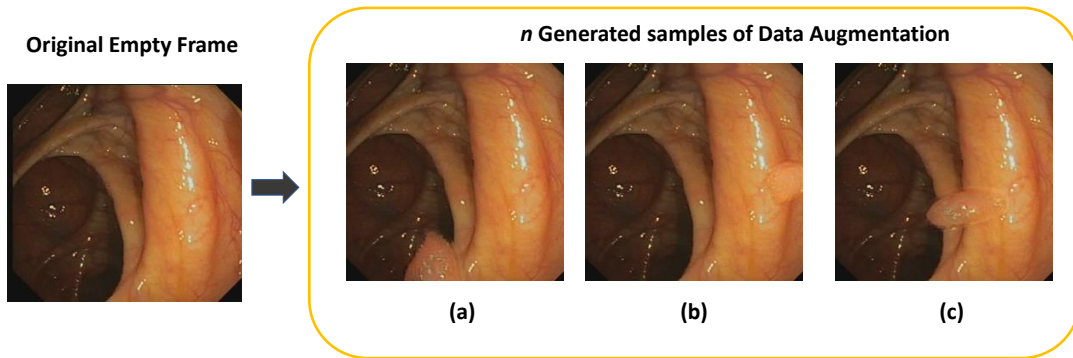 Original Empty Frame
n Generated samples of Data Augmentation
(a)
(b)
(c)